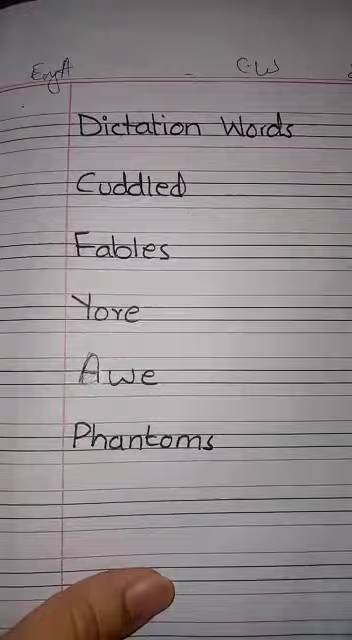 Eng A C.W
Dictation Words
Cuddled
Fables
Yore
Awe
Phantoms